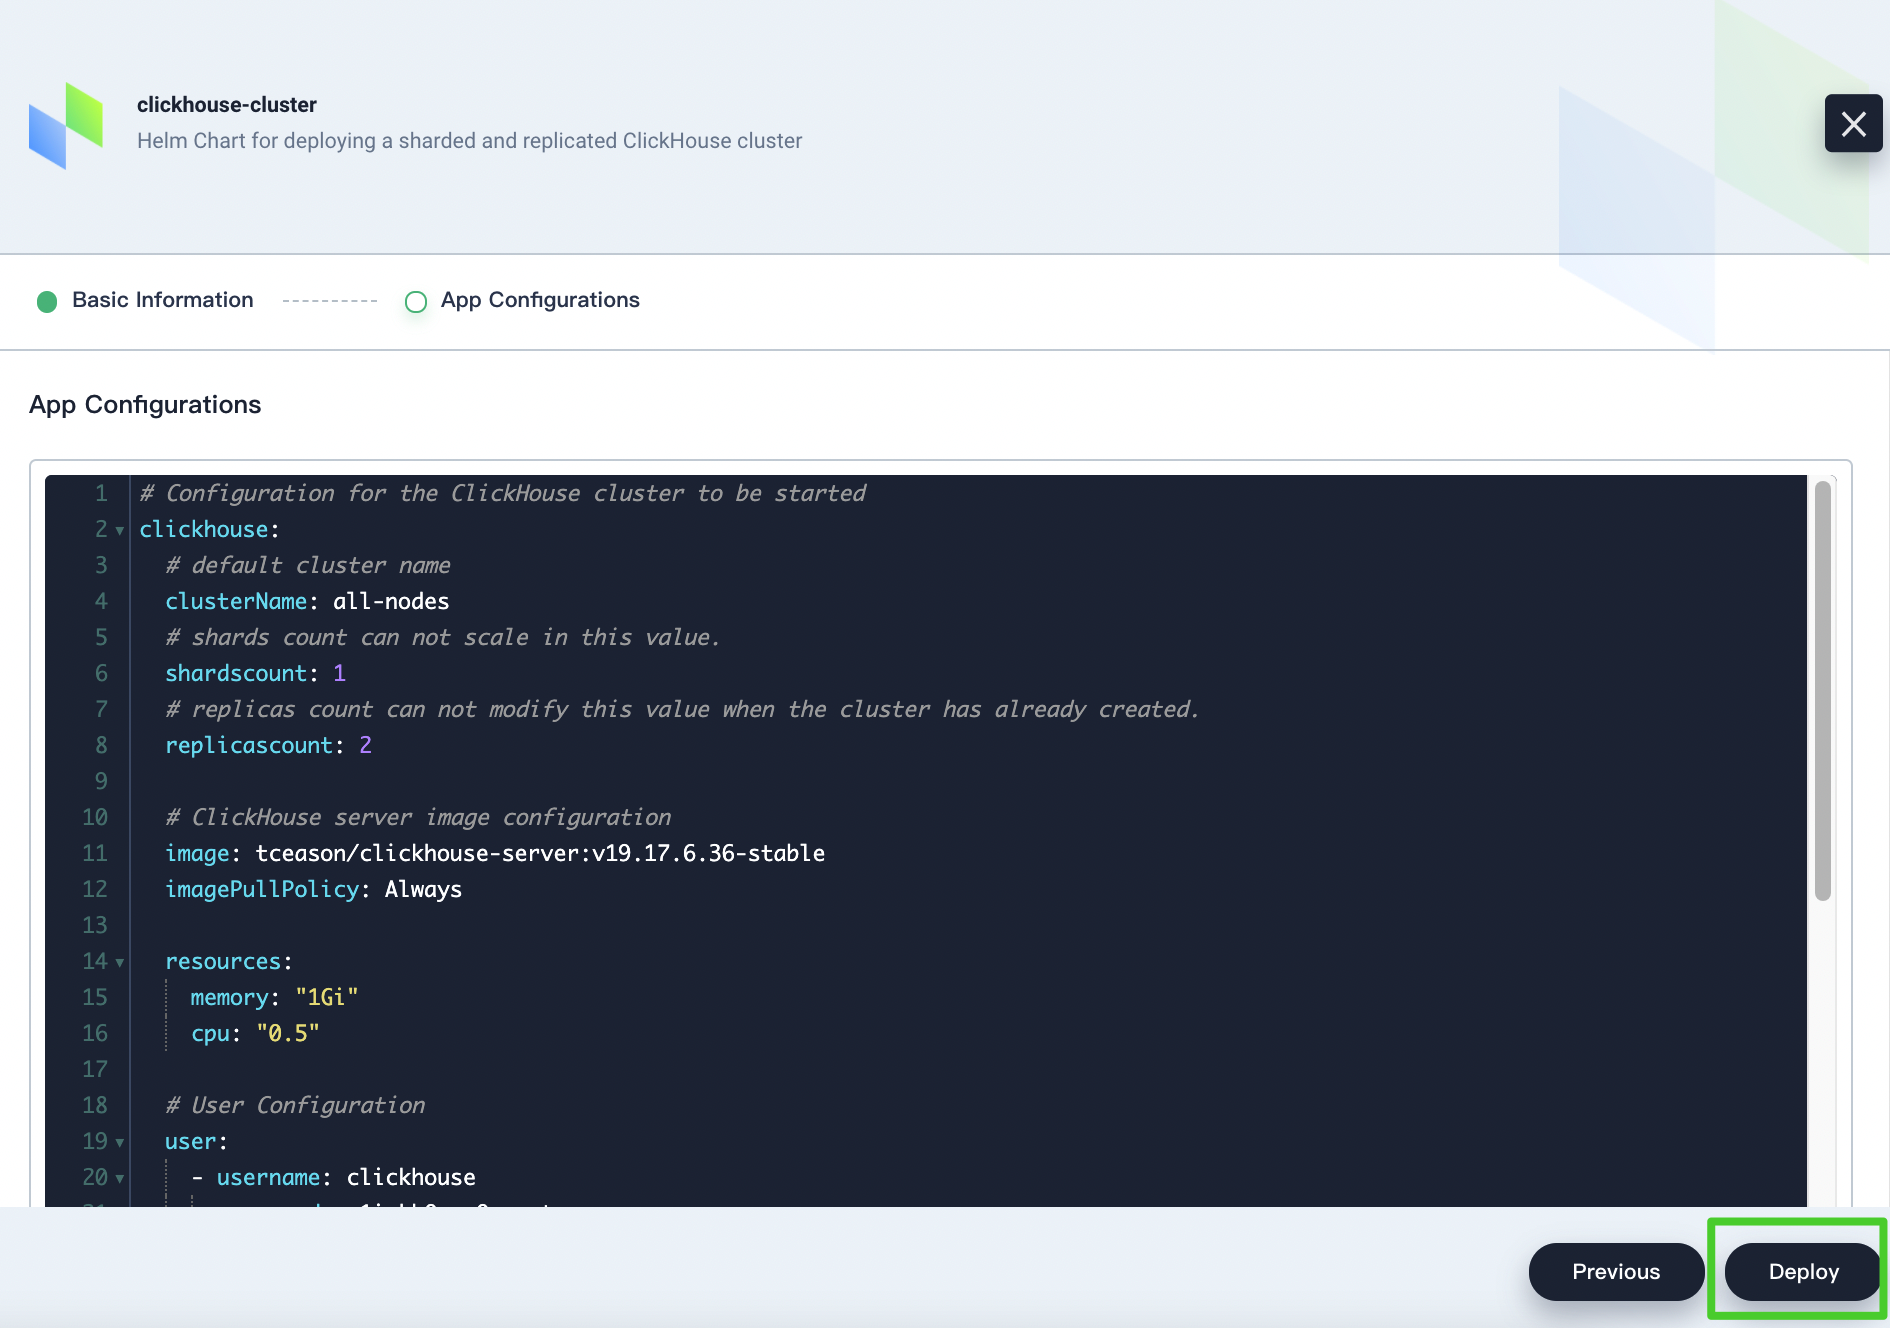 clickhouse-cluster
Helm Chart for deploying a sharded and replicated ClickHouse cluster
Basic Information
App Configurations
App Configurations
1 # Configuration for the ClickHouse cluster to be started
2 clickhouse:
3 # default cluster name
4 clusterName: all-nodes
5 # shards count can not scale in this value.
6 shardscount: 1
7 # replicas count can not modify this value when the cluster has already created.
8 replicascount: 2
9
10 # ClickHouse server image configuration
11 image: tceason/clickhouse-server:v19.17.6.36-stable
12 imagePullPolicy: Always
13
14 resources:
15 memory: "1Gi"
16 cpu: "0.5"
17
18 # User Configuration
19 user:
20 - username: clickhouse
Previous
Deploy